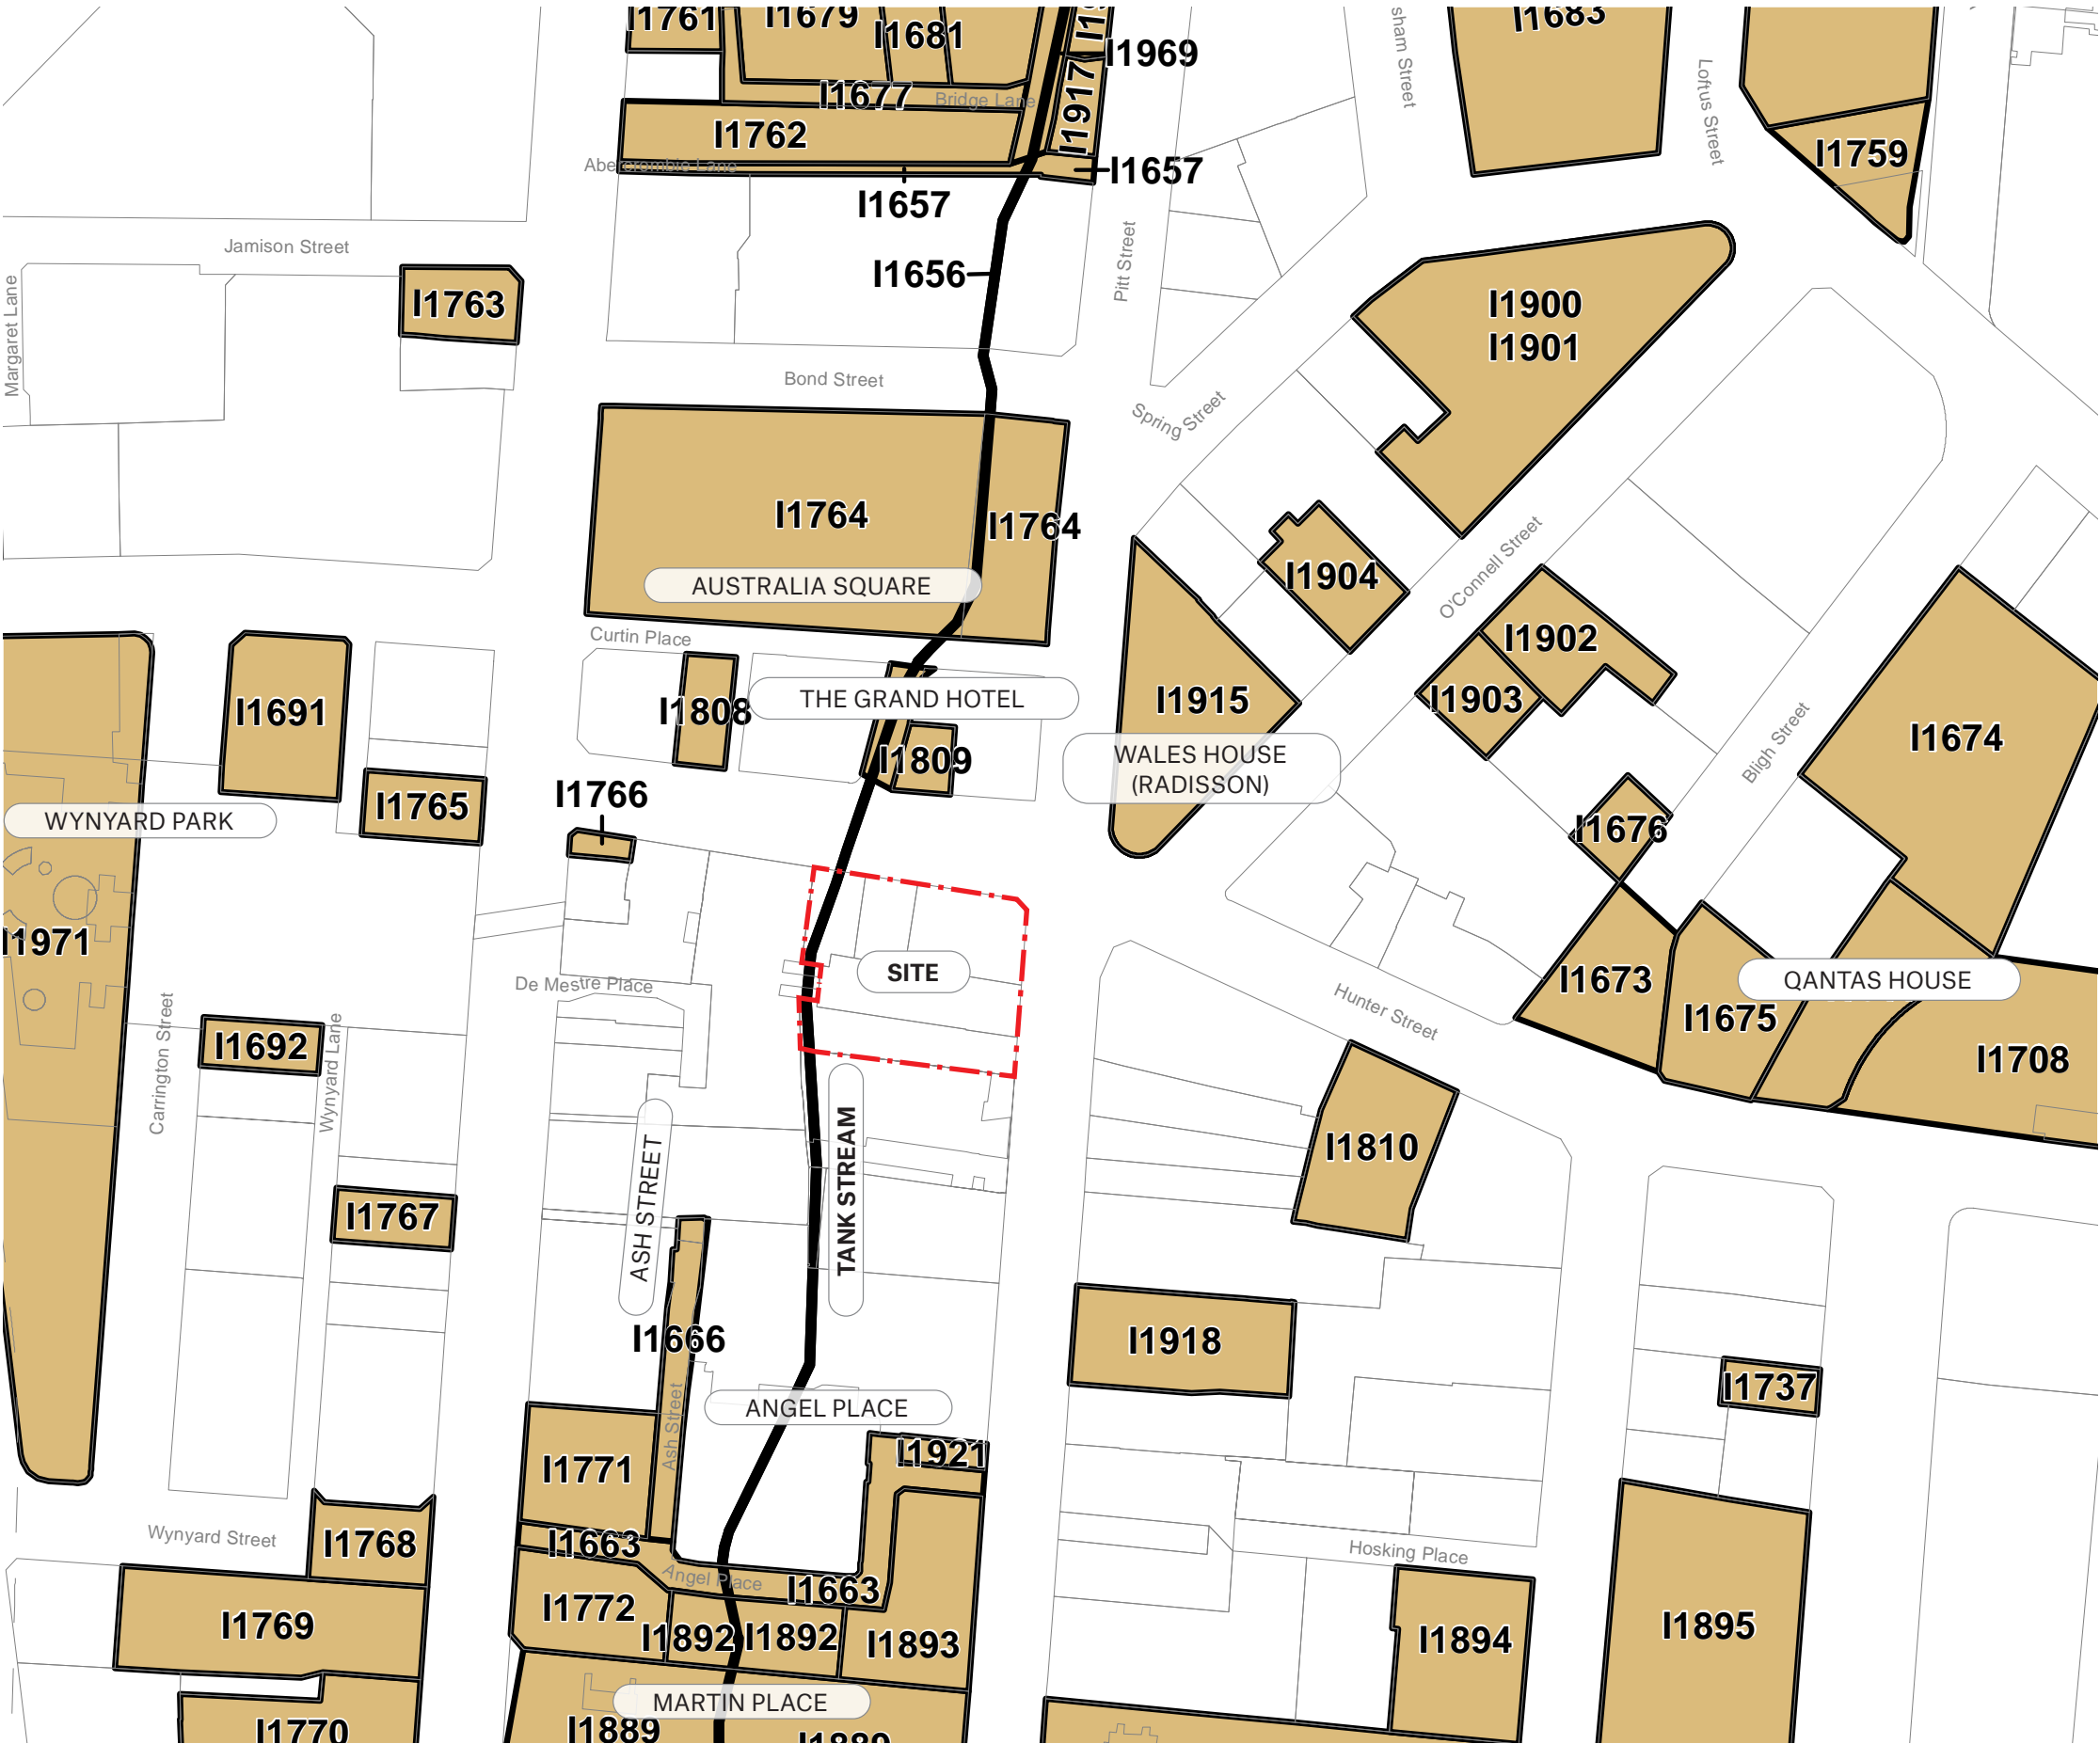 I1761
I1679
I1681
I1969
sham Street
I1683
Loftus Street
I1677
Bridge Lane
I1917
I1762
I1759
Abercrombie Lane
I1657
I1657
Jamison Street
Pitt Street
I1656
I1763
Margaret Lane
I1900
I1901
Bond Street
Spring Street
I1764
I1764
O'Connell Street
AUSTRALIA SQUARE
I1904
Curtin Place
I1902
I1691
I1808
THE GRAND HOTEL
I1915
I1903
I1674
Bligh Street
I1809
WALES HOUSE
(RADISSON)
I1765
I1766
WYNYARD PARK
I1676
I1971
SITE
De Mestre Place
I1673
QANTAS HOUSE
Hunter Street
I1675
Carrington Street
I1692
Wynyard Lane
I1708
I1810
ASH STREET
TANK STREAM
I1767
I1666
I1918
I1737
ANGEL PLACE
Ash Street
I1771
I1921
Wynyard Street
I1768
I1663
Hosking Place
Angel Place
I1663
I1769
I1772
I1892
I1892
I1893
I1894
I1895
MARTIN PLACE
I1770
I1889
I1889